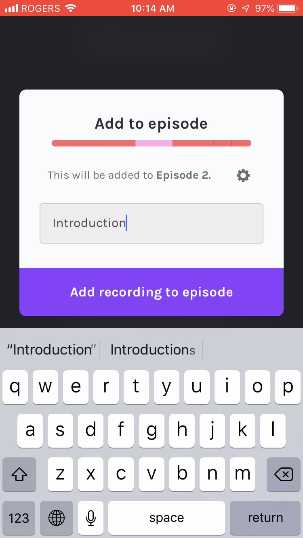 ROGERS 10:14 AM 97%
Add to episode
This will be added to Episode 2.
Introduction
Add recording to episode
“Introduction” Introductions
q w e r t y u i o p
a s d f g h j k l
z x c v b n m
123 space return